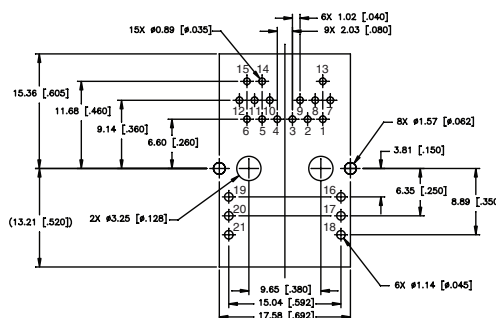 6X 1.02 [.040]
15X ø0.89 [ø.035]
9X 2.03 [.080]
15 14 13
12 11 10 9 8 7
6 5 4 3 2 1
15.36 [.605]
11.68 [.460]
9.14 [.360]
6.60 [.260]
8X ø1.57 [ø.062]
3.81 [.150]
6.35 [.250]
8.89 [.350
(13.21 [.520])
2X ø3.25 [ø.128]
19 16
20 17
21 18
6X ø1.14 [ø.045]
9.65 [.380]
15.04 [.592]
17.58 [.692]